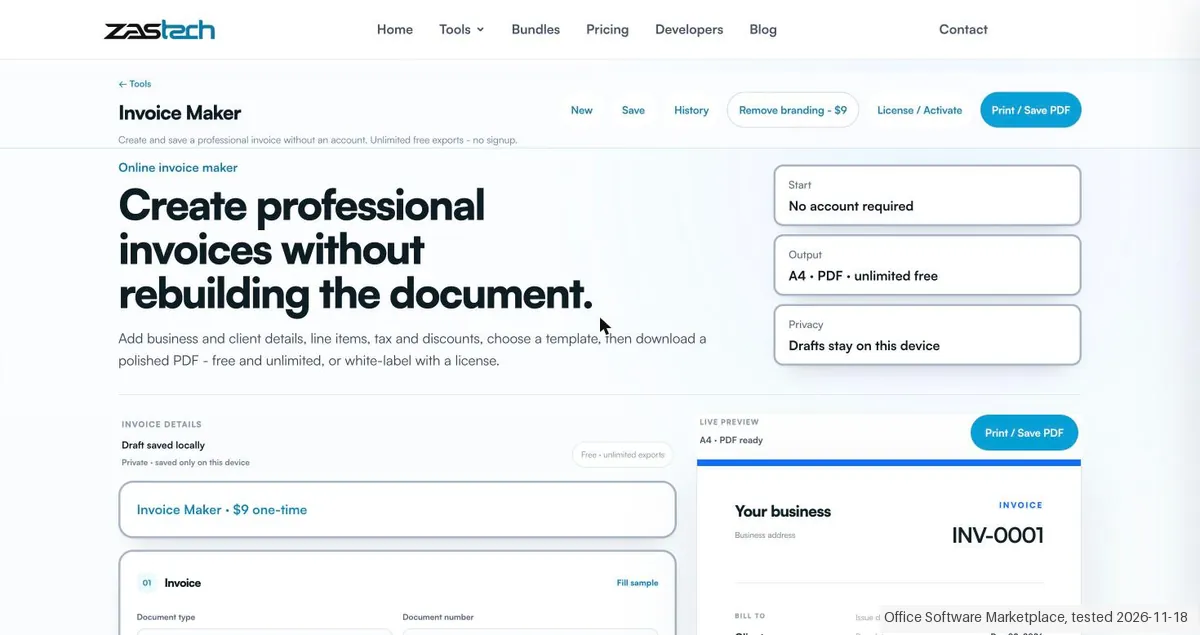 ZASTECH
Home Tools Bundles Pricing Developers Blog Contact
← Tools
Invoice Maker
Create and save a professional invoice without an account. Unlimited free exports - no signup.
New Save History Remove branding - $9 License / Activate Print / Save PDF
Online invoice maker
Create professional
invoices without
rebuilding the document.
Add business and client details, line items, tax and discounts, choose a template, then download a
polished PDF - free and unlimited, or white-label with a license.
Start
No account required
Output
A4 · PDF · unlimited free
Privacy
Drafts stay on this device
INVOICE DETAILS
Draft saved locally
Private · saved only on this device
Free · unlimited exports
Invoice Maker · $9 one-time
01 Invoice
Fill sample
Document type
Document number
LIVE PREVIEW
A4 · PDF ready
Print / Save PDF
Your business
Business address
INVOICE
INV-0001
BILL TO
Issue
Office Software Marketplace, tested 2026-11-18